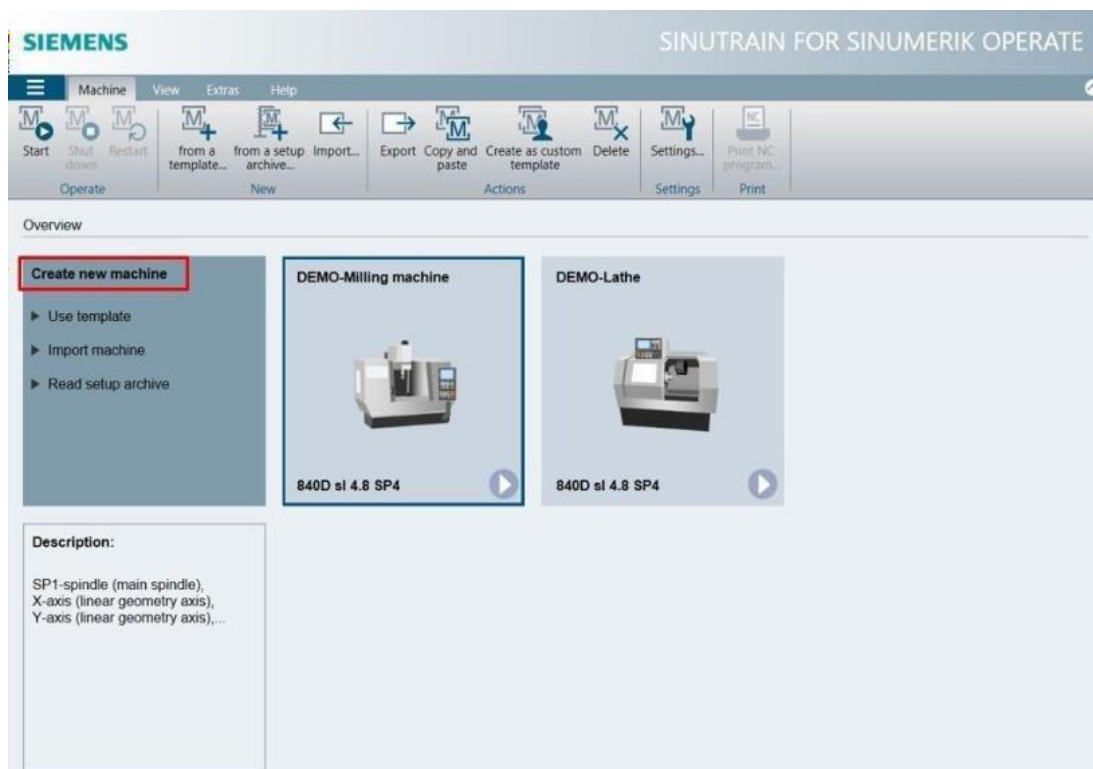 SIEMENS
SINUTRAIN FOR SINUMERIK OPERATE
Machine View Extras Help
Start Shut down Restart from a template... from a setup archive... Import... Export Copy and paste Create as custom template Delete Settings... Print NC program...
Operate New Actions Settings Print
Overview
Create new machine
Use template
Import machine
Read setup archive
DEMO-Milling machine
840D sl 4.8 SP4
DEMO-Lathe
840D sl 4.8 SP4
Description:
SP1-spindle (main spindle),
X-axis (linear geometry axis),
Y-axis (linear geometry axis),...